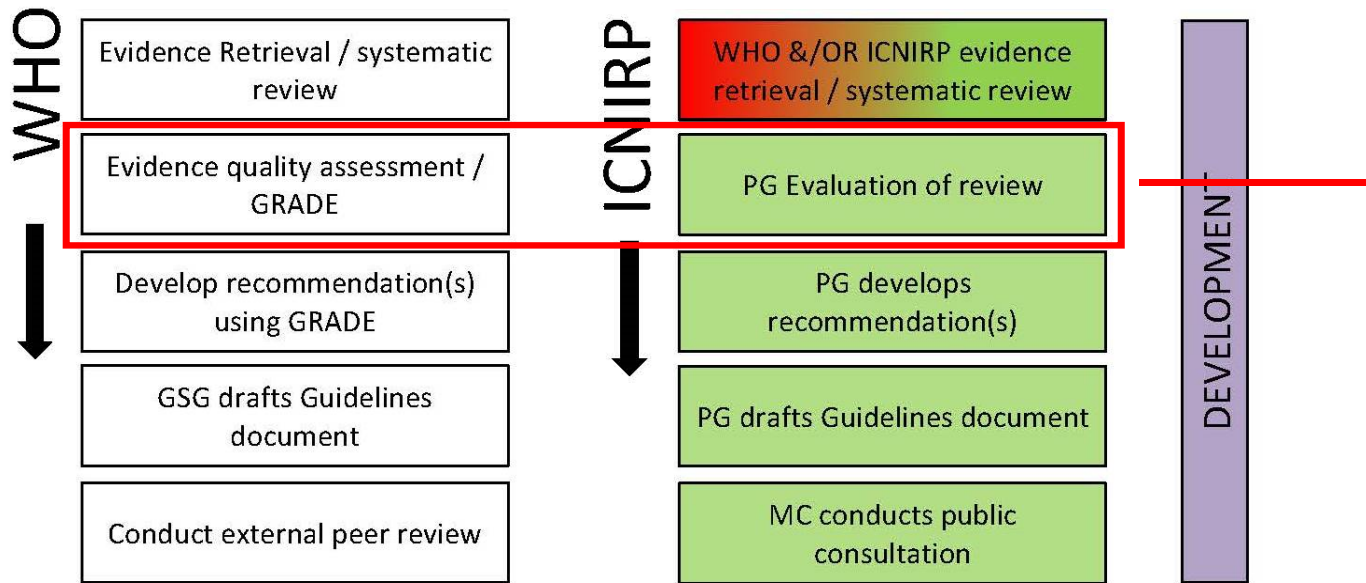 WHO
Evidence Retrieval / systematic
review
Evidence quality assessment /
GRADE
Develop recommendation(s)
using GRADE
GSG drafts Guidelines
document
Conduct external peer review
ICNIRP
WHO &/OR ICNIRP evidence
retrieval / systematic review
PG Evaluation of review
PG develops
recommendation(s)
PG drafts Guidelines document
MC conducts public
consultation
DEVELOPMENT